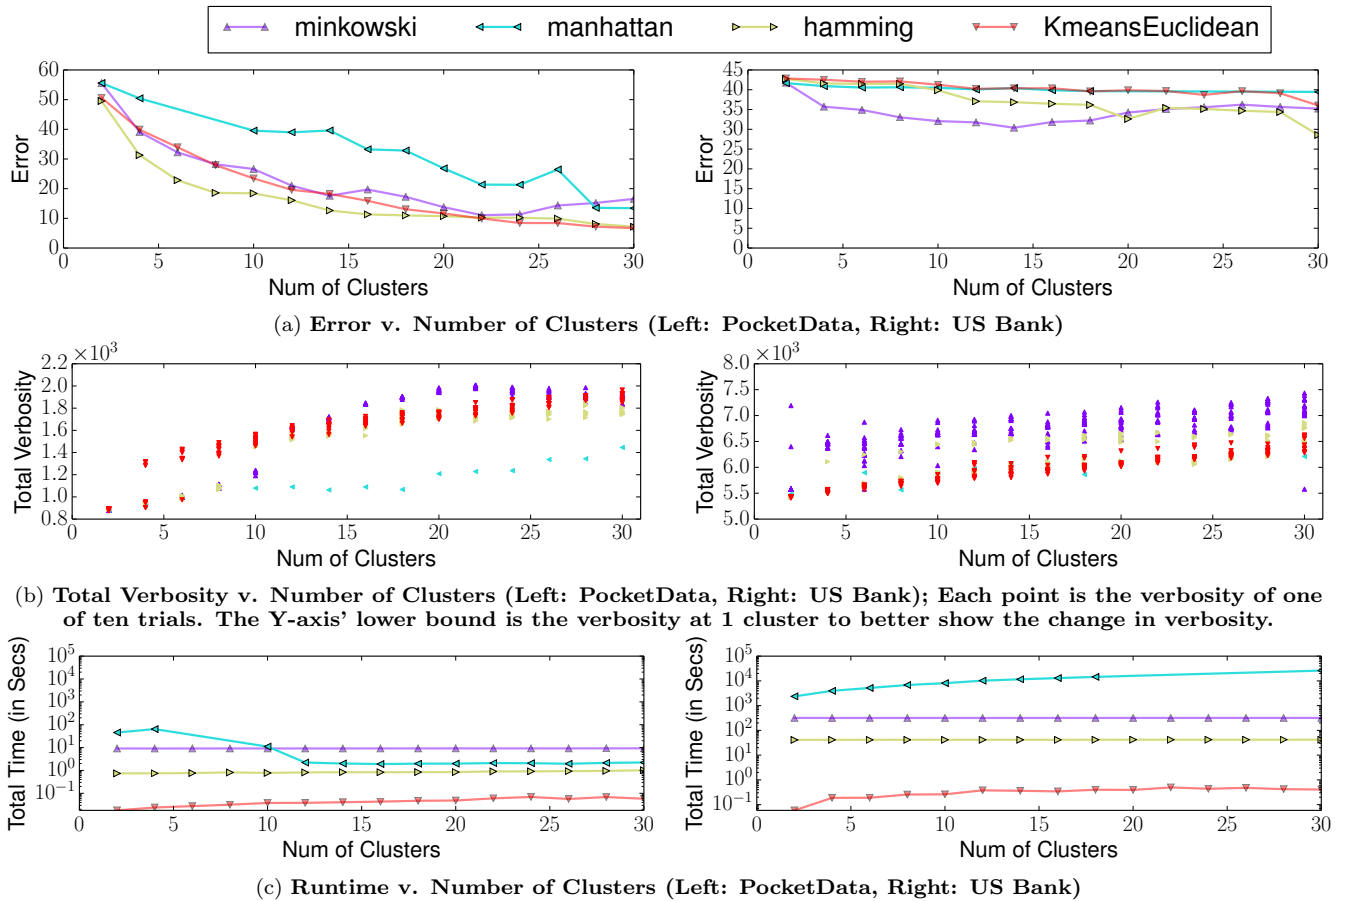 minkowski manhattan hamming KmeansEuclidean
60
50
40
30
20
10
0
Error
0 5 10 15 20 25 30
Num of Clusters
45
40
35
30
25
20
15
10
5
0
Error
0 5 10 15 20 25 30
Num of Clusters
(a) Error v. Number of Clusters (Left: PocketData, Right: US Bank)
×10³
2.2
2.0
1.8
1.6
1.4
1.2
1.0
0.8
Total Verbosity
0 5 10 15 20 25 30
Num of Clusters
×10³
8.0
7.5
7.0
6.5
6.0
5.5
5.0
Total Verbosity
0 5 10 15 20 25 30
Num of Clusters
(b) Total Verbosity v. Number of Clusters (Left: PocketData, Right: US Bank); Each point is the verbosity of one
of ten trials. The Y-axis' lower bound is the verbosity at 1 cluster to better show the change in verbosity.
10⁵
10⁴
10³
10²
10¹
10⁰
10⁻¹
Total Time (in Secs)
0 5 10 15 20 25 30
Num of Clusters
10⁵
10⁴
10³
10²
10¹
10⁰
10⁻¹
Total Time (in Secs)
0 5 10 15 20 25 30
Num of Clusters
(c) Runtime v. Number of Clusters (Left: PocketData, Right: US Bank)